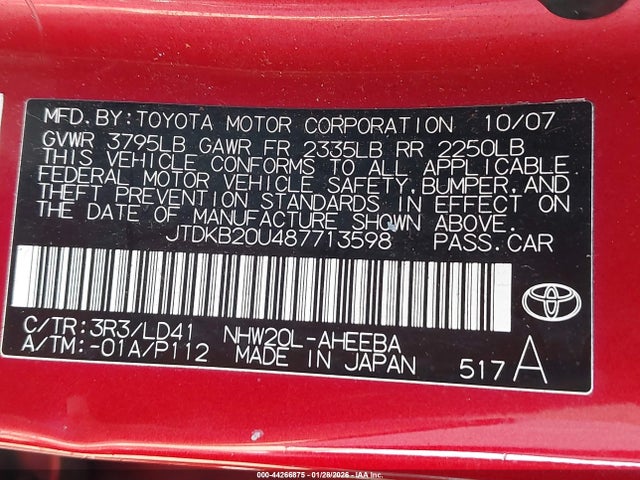 MFD.BY:TOYOTA MOTOR CORPORATION 10/07
GVWR 3795LB GAWR FR 2335LB RR 2250LB
THIS VEHICLE CONFORMS TO ALL APPLICABLE
FEDERAL MOTOR VEHICLE SAFETY,BUMPER,AND
THEFT PREVENTION STANDARDS IN EFFECT ON
THE DATE OF MANUFACTURE SHOWN ABOVE.
JTDKB20U487713598 PASS.CAR
C/TR:3R3/LD41 NHW20L-AHEEBA
A/TM:-01A/P112 MADE IN JAPAN 517A
TOYOTA
000-44266875 - 01/28/2026 - IAA Inc.